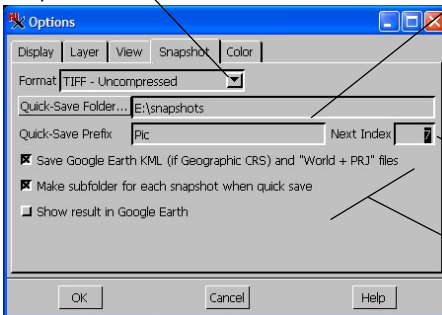 Options
Display Layer View Snapshot Color
Format TIFF - Uncompressed
Quick-Save Folder... E:\snapshots
Quick-Save Prefix Pic Next Index 7
Save Google Earth KML (if Geographic CRS) and "World + PRJ" files
Make subfolder for each snapshot when quick save
Show result in Google Earth
OK Cancel Help